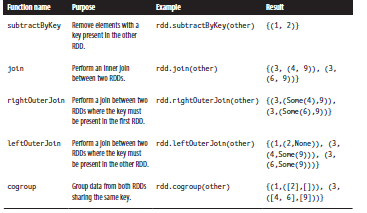 Function name Purpose Example Result
subtractByKey Remove elements with a rdd.subtractByKey(other) {(1, 2)}
key present in the other
RDD.
join Perform an inner join rdd.join(other) {(3, (4, 9)), (3,
between two RDDs. (6, 9))}
rightOuterJoin Perform a join between two rdd.rightOuterJoin(other) {(3,(Some(4),9)),
RDDs where the key must (3,(Some(6),9))}
be present in the first RDD.
leftOuterJoin Perform a join between two rdd.leftOuterJoin(other) {(1,(2,None)), (3,
RDDs where the key must (4,Some(9))), (3,
be present in the other RDD. (6,Some(9)))}
cogroup Group data from both RDDs rdd.cogroup(other) {(1,([2],[])), (3,
sharing the same key. ([4, 6],[9]))}